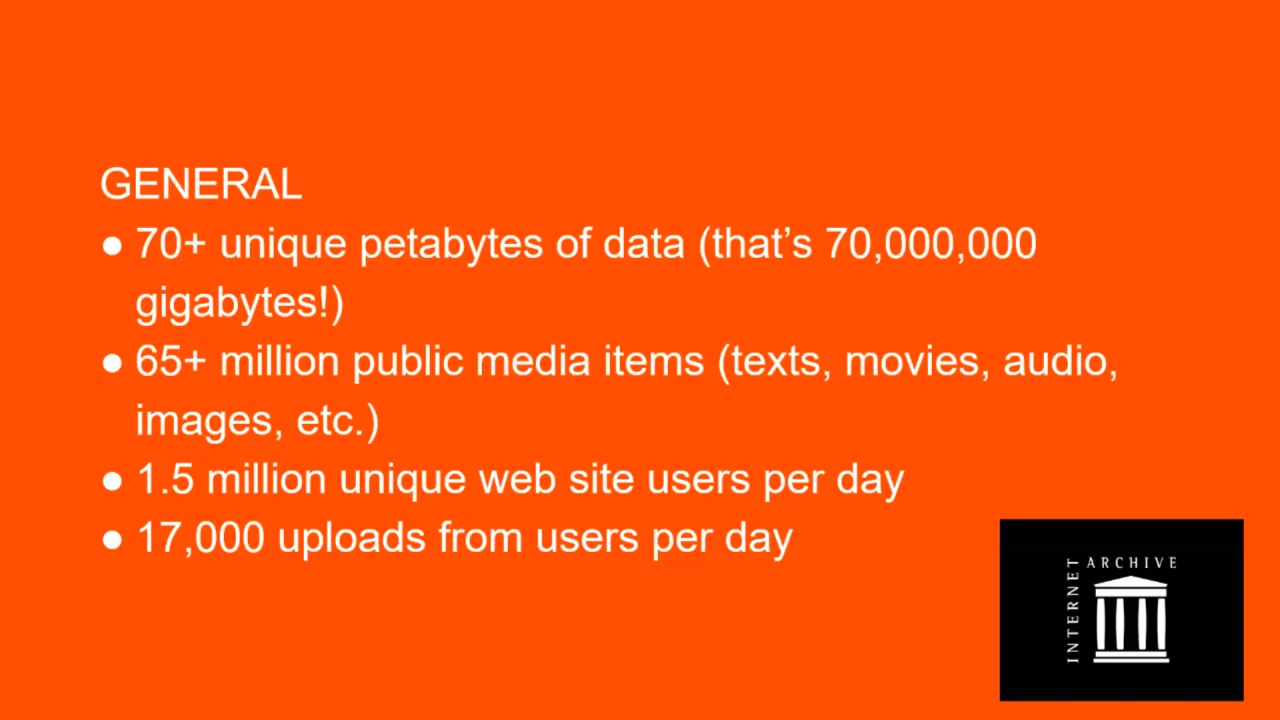 GENERAL
● 70+ unique petabytes of data (that’s 70,000,000
gigabytes!)
● 65+ million public media items (texts, movies, audio,
images, etc.)
● 1.5 million unique web site users per day
● 17,000 uploads from users per day
INTERNET
ARCHIVE